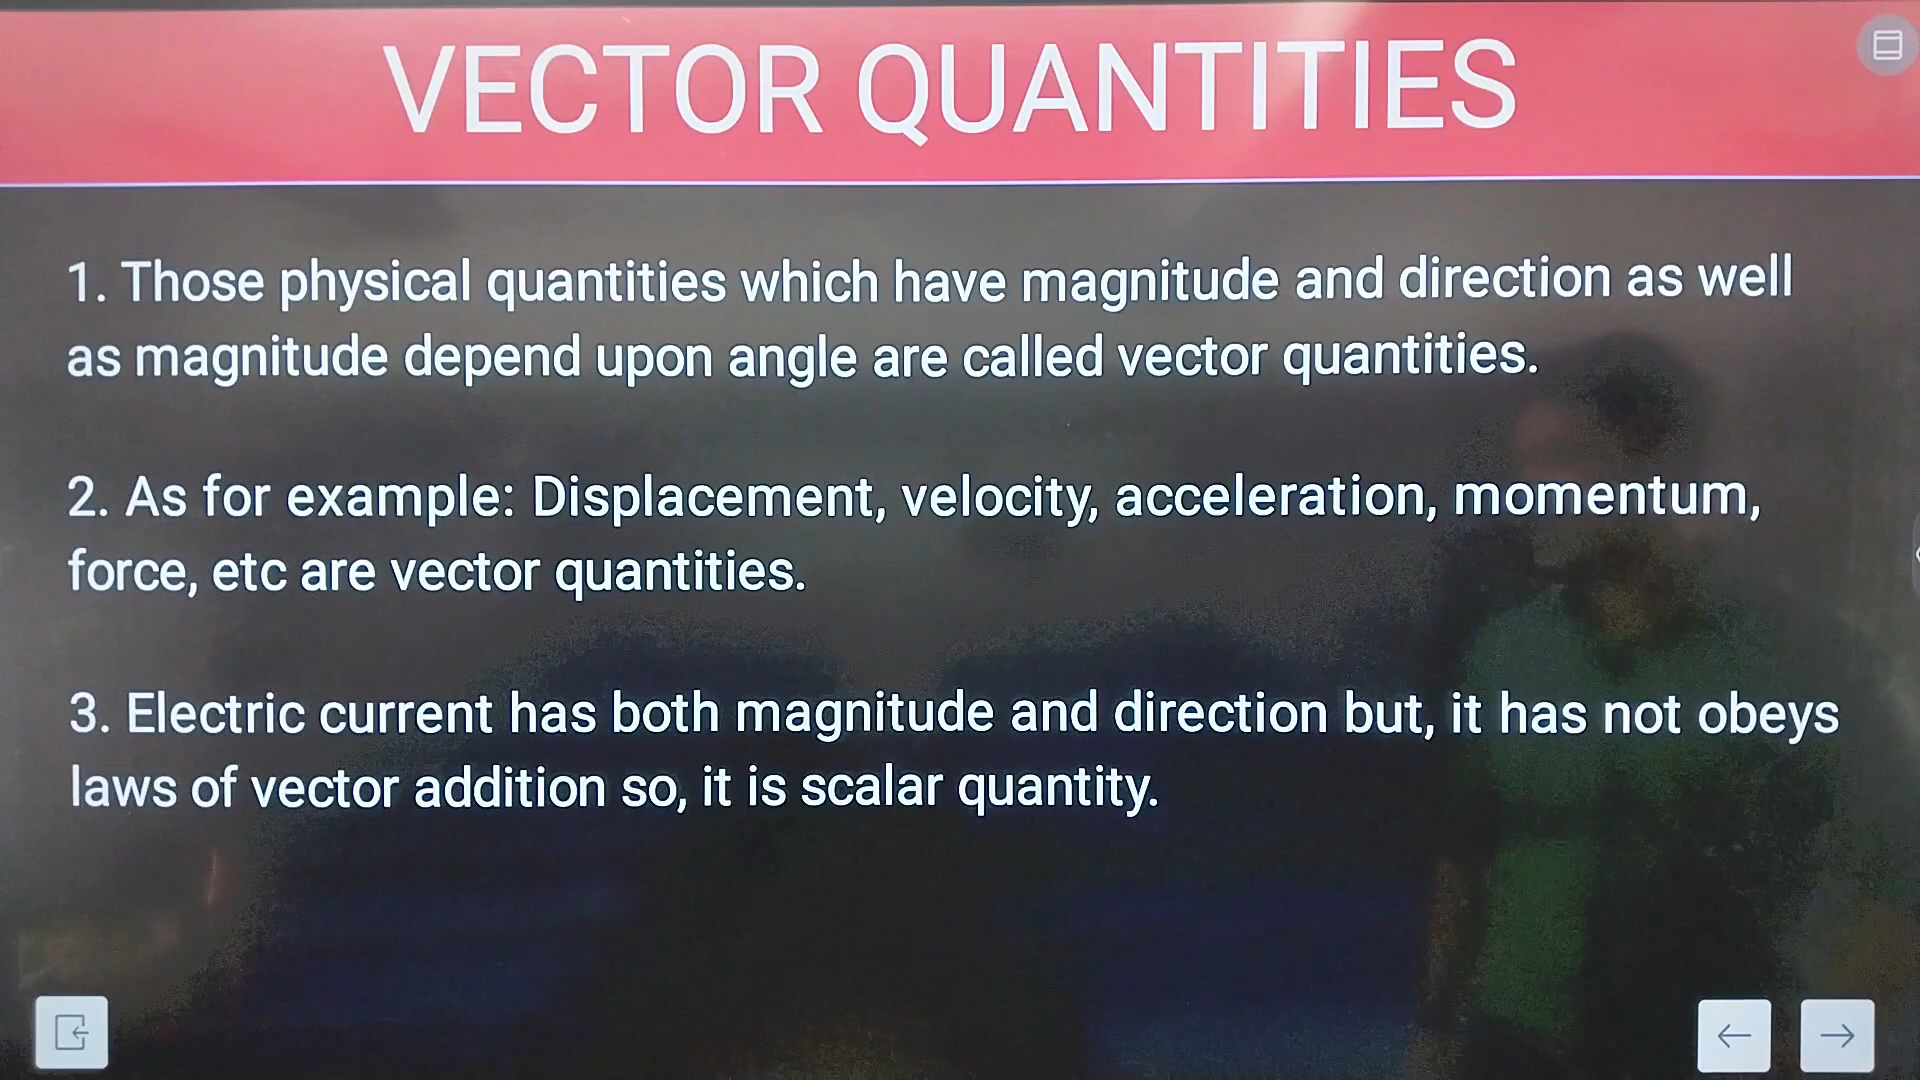 VECTOR QUANTITIES
1. Those physical quantities which have magnitude and direction as well
as magnitude depend upon angle are called vector quantities.
2. As for example: Displacement, velocity, acceleration, momentum,
force, etc are vector quantities.
3. Electric current has both magnitude and direction but, it has not obeys
laws of vector addition so, it is scalar quantity.